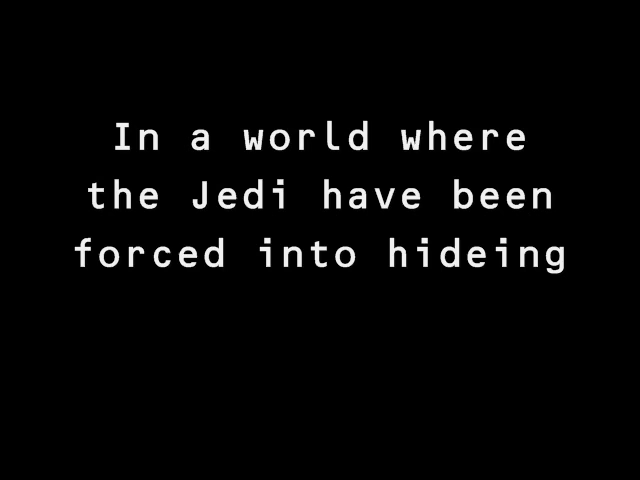 In a world where
the Jedi have been
forced into hideing